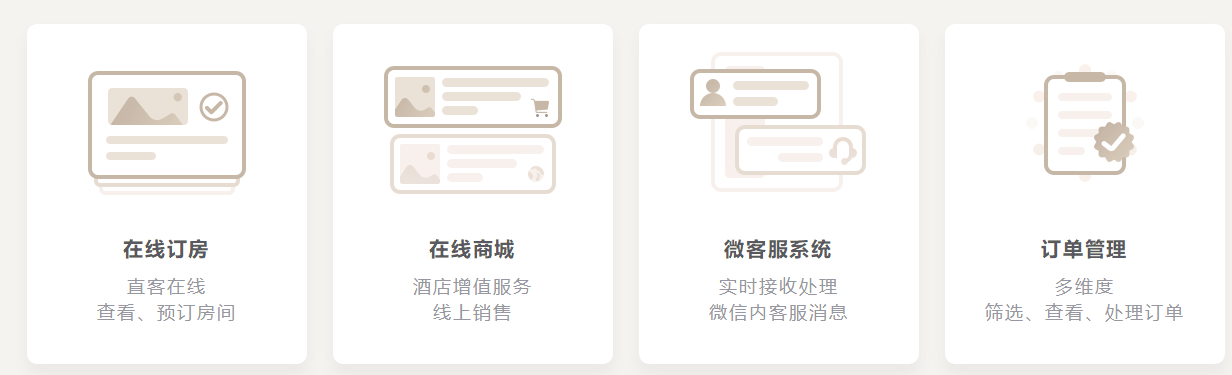 在线订房
直客在线
查看、预订房间
在线商城
酒店增值服务
线上销售
微客服系统
实时接收处理
微信内客服消息
订单管理
多维度
筛选、查看、处理订单